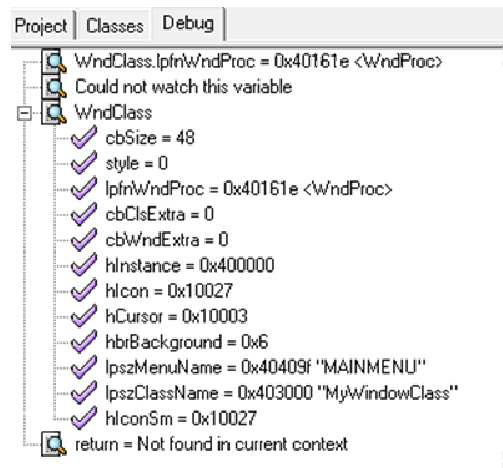 Project Classes Debug
WndClass.lpfnWndProc = 0x40161e <WndProc>
Could not watch this variable
WndClass
cbSize = 48
style = 0
lpfnWndProc = 0x40161e <WndProc>
cbClsExtra = 0
cbWndExtra = 0
hInstance = 0x400000
hIcon = 0x10027
hCursor = 0x10003
hbrBackground = 0x6
lpszMenuName = 0x40409f "MAINMENU"
lpszClassName = 0x403000 "MyWindowClass"
hIconSm = 0x10027
return = Not found in current context